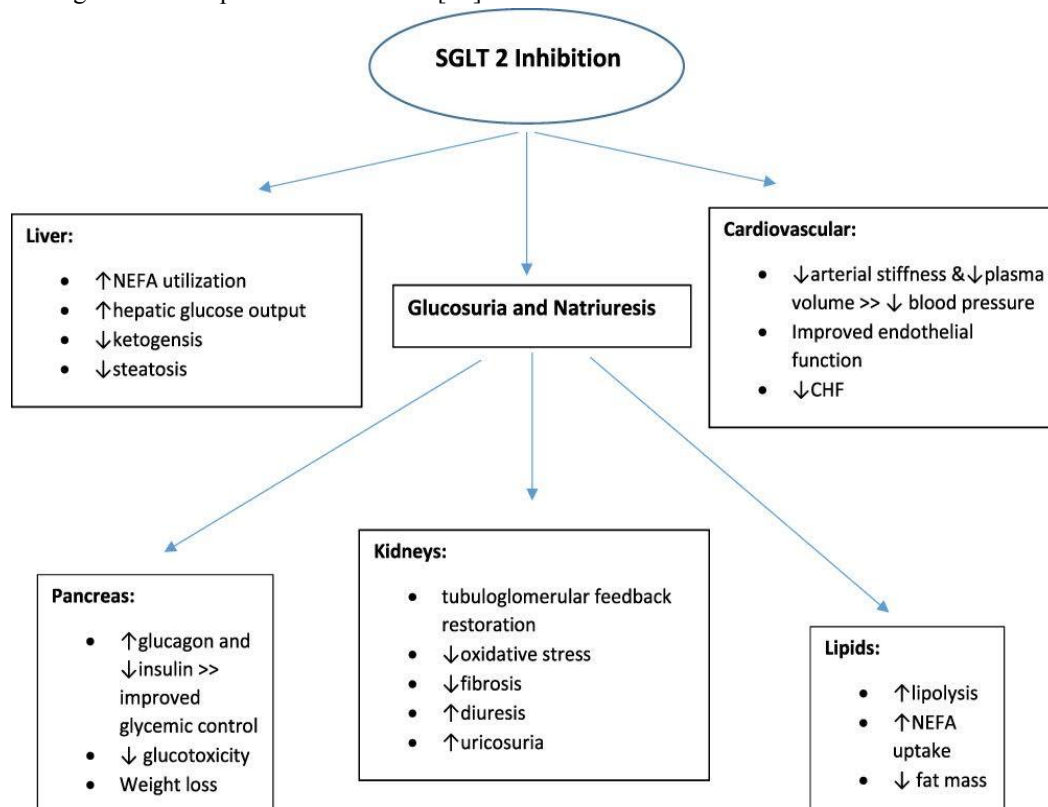 SGLT 2 Inhibition
Liver:
• ↑NEFA utilization
• ↑hepatic glucose output
• ↓ketogensis
• ↓steatosis
Glucosuria and Natriuresis
Cardiovascular:
• ↓arterial stiffness & ↓plasma
volume >> ↓ blood pressure
• Improved endothelial
function
• ↓CHF
Pancreas:
• ↑glucagon and
↓insulin >>
improved
glycemic control
• ↓ glucotoxicity
• Weight loss
Kidneys:
• tubuloglomerular feedback
restoration
• ↓oxidative stress
• ↓fibrosis
• ↑diuresis
• ↑uricosuria
Lipids:
• ↑lipolysis
• ↑NEFA
uptake
• ↓ fat mass